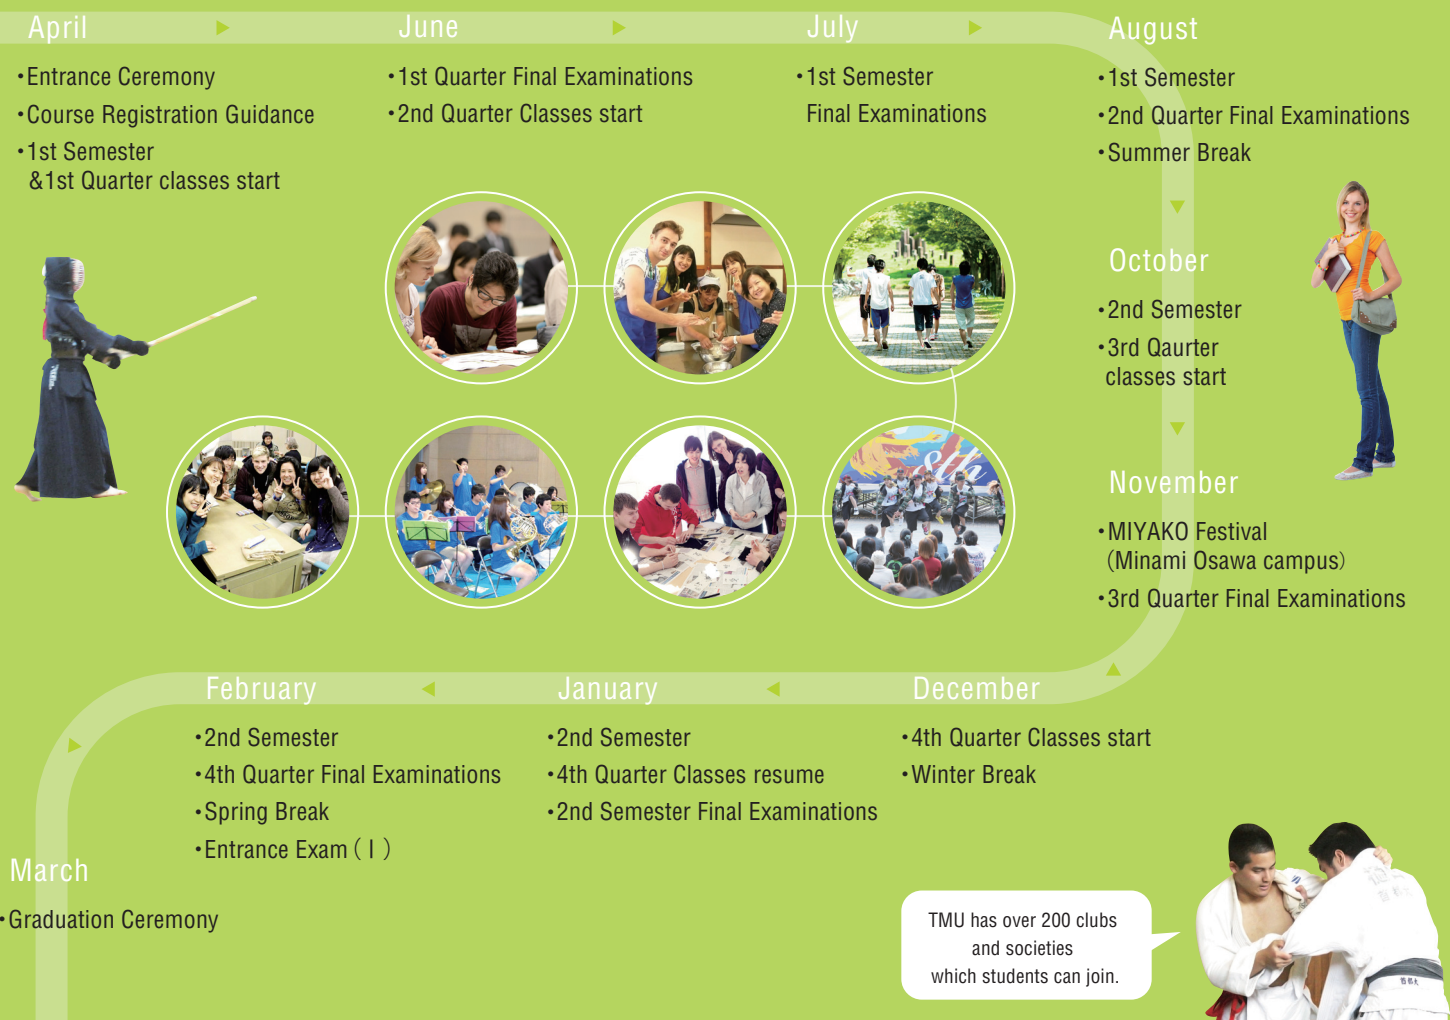 April
•Entrance Ceremony
•Course Registration Guidance
•1st Semester
&1st Quarter classes start
June
•1st Quarter Final Examinations
•2nd Quarter Classes start
July
•1st Semester
Final Examinations
August
•1st Semester
•2nd Quarter Final Examinations
•Summer Break
October
•2nd Semester
•3rd Qaurter
classes start
November
•MIYAKO Festival
(Minami Osawa campus)
•3rd Quarter Final Examinations
8th
December
•4th Quarter Classes start
•Winter Break
January
•2nd Semester
•4th Quarter Classes resume
•2nd Semester Final Examinations
February
•2nd Semester
•4th Quarter Final Examinations
•Spring Break
•Entrance Exam ( I )
March
•Graduation Ceremony
TMU has over 200 clubs
and societies
which students can join.